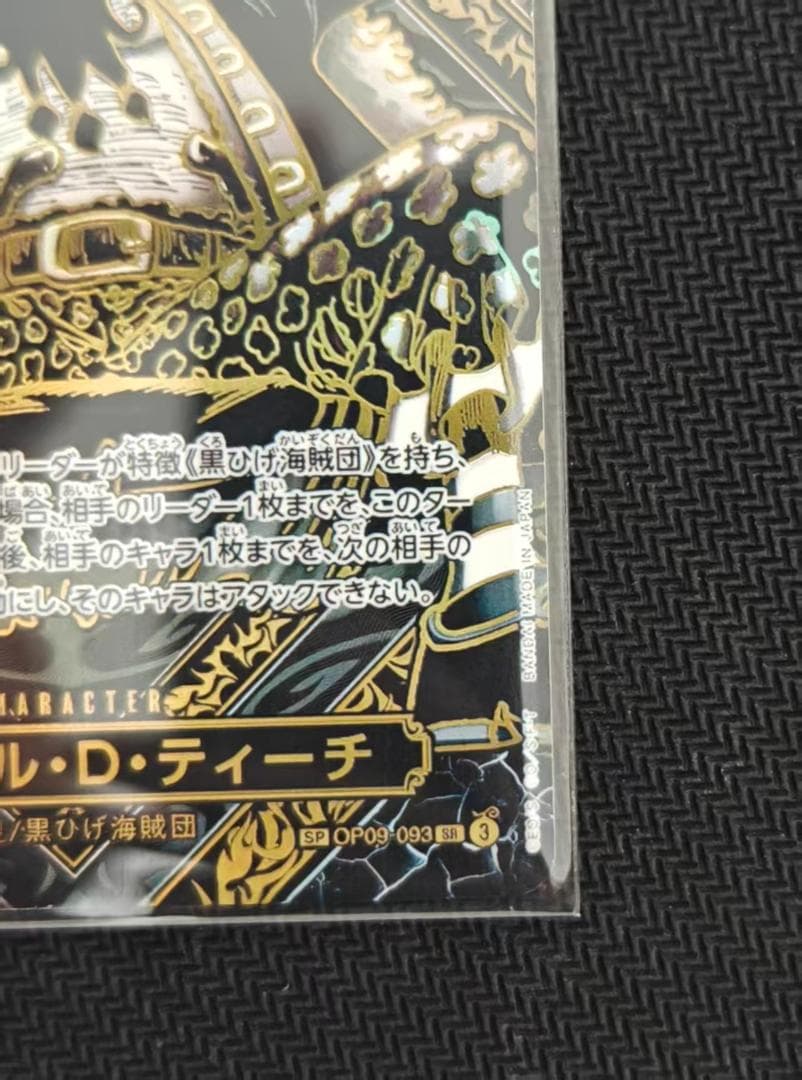 リーダーが特徴《黒ひげ海賊団》を持ち、
場合、相手のリーダー1枚までを、このター
後、相手のキャラ1枚までを、次の相手の
にし、そのキャラはアタックできない。
BANDAI MADE IN JAPAN
CHARACTER
ル・D・ティーチ
/黒ひげ海賊団
SP OP09-093 SR 3